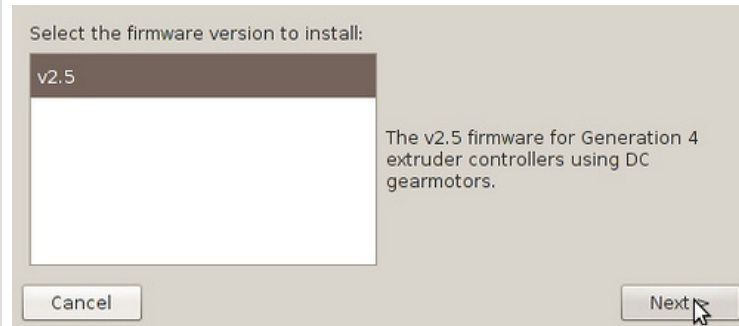 Select the firmware version to install:
v2.5
The v2.5 firmware for Generation 4
extruder controllers using DC
gearmotors.
Cancel
Next >